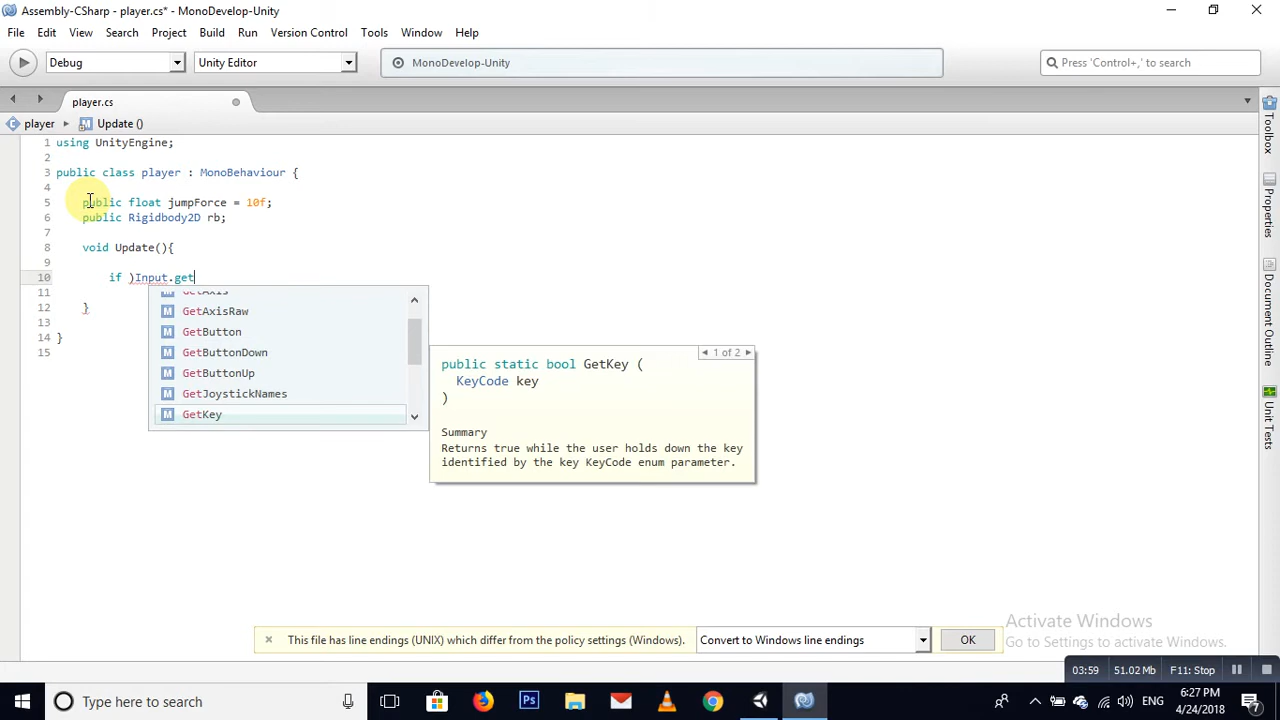 Assembly-CSharp - player.cs* - MonoDevelop-Unity
File Edit View Search Project Build Run Version Control Tools Window Help
Debug Unity Editor MonoDevelop-Unity Press 'Control+,' to search
player.cs
player Update ()
1 using UnityEngine;
2
3 public class player : MonoBehaviour {
4
5 public float jumpForce = 10f;
6 public Rigidbody2D rb;
7
8 void Update(){
9
10 if )Input.get
11
12 }
13
14 }
15
GetAxis
GetAxisRaw
GetButton
GetButtonDown
GetButtonUp
GetJoystickNames
GetKey
1 of 2
public static bool GetKey (
KeyCode key
)
Summary
Returns true while the user holds down the key
identified by the key KeyCode enum parameter.
Toolbox
Properties
Document Outline
Unit Tests
This file has line endings (UNIX) which differ from the policy settings (Windows). Convert to Windows line endings OK
Activate Windows
Go to Settings to activate Windows.
03:59 51.02 MB F11: Stop
Type here to search
Ps
ENG
6:27 PM
4/24/2018
7